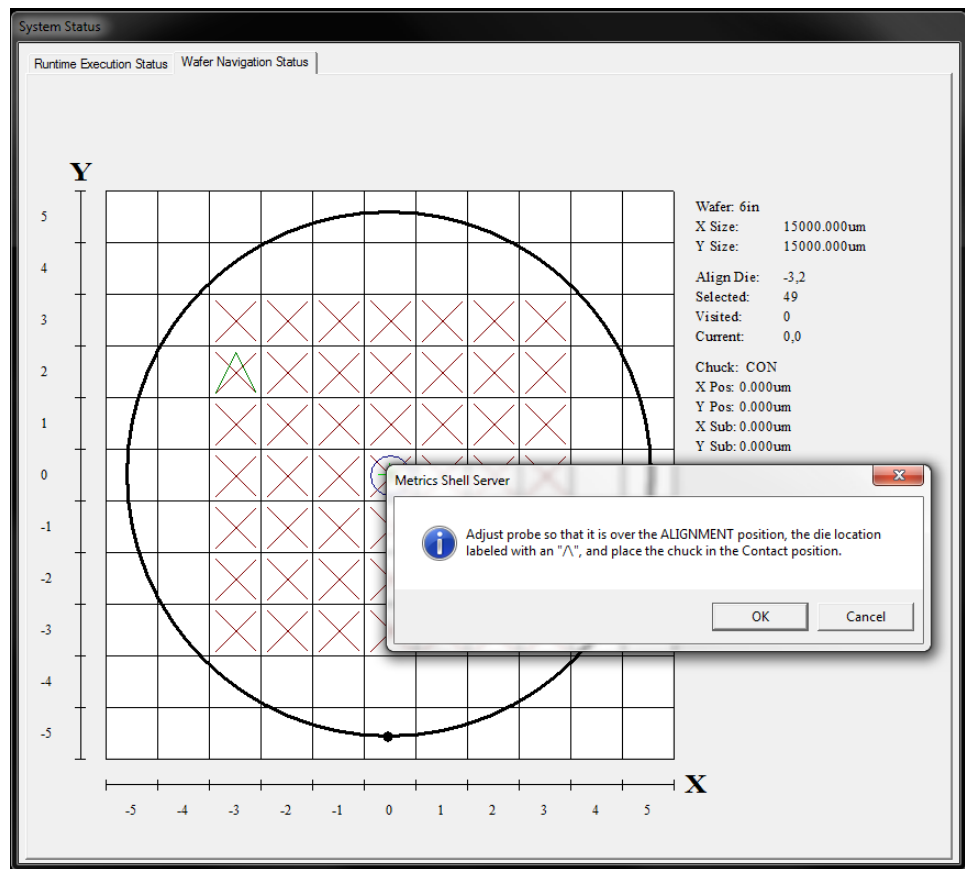 System Status
Runtime Execution Status Wafer Navigation Status
Y
5
4
3
2
1
0
-1
-2
-3
-4
-5
Wafer: 6in
X Size: 15000.000um
Y Size: 15000.000um
Align Die: -3,2
Selected: 49
Visited: 0
Current: 0,0
Chuck: CON
X Pos: 0.000um
Y Pos: 0.000um
X Sub: 0.000um
Y Sub: 0.000um
Metrics Shell Server
Adjust probe so that it is over the ALIGNMENT position, the die location
labeled with an "/\", and place the chuck in the Contact position.
OK Cancel
X
-5 -4 -3 -2 -1 0 1 2 3 4 5